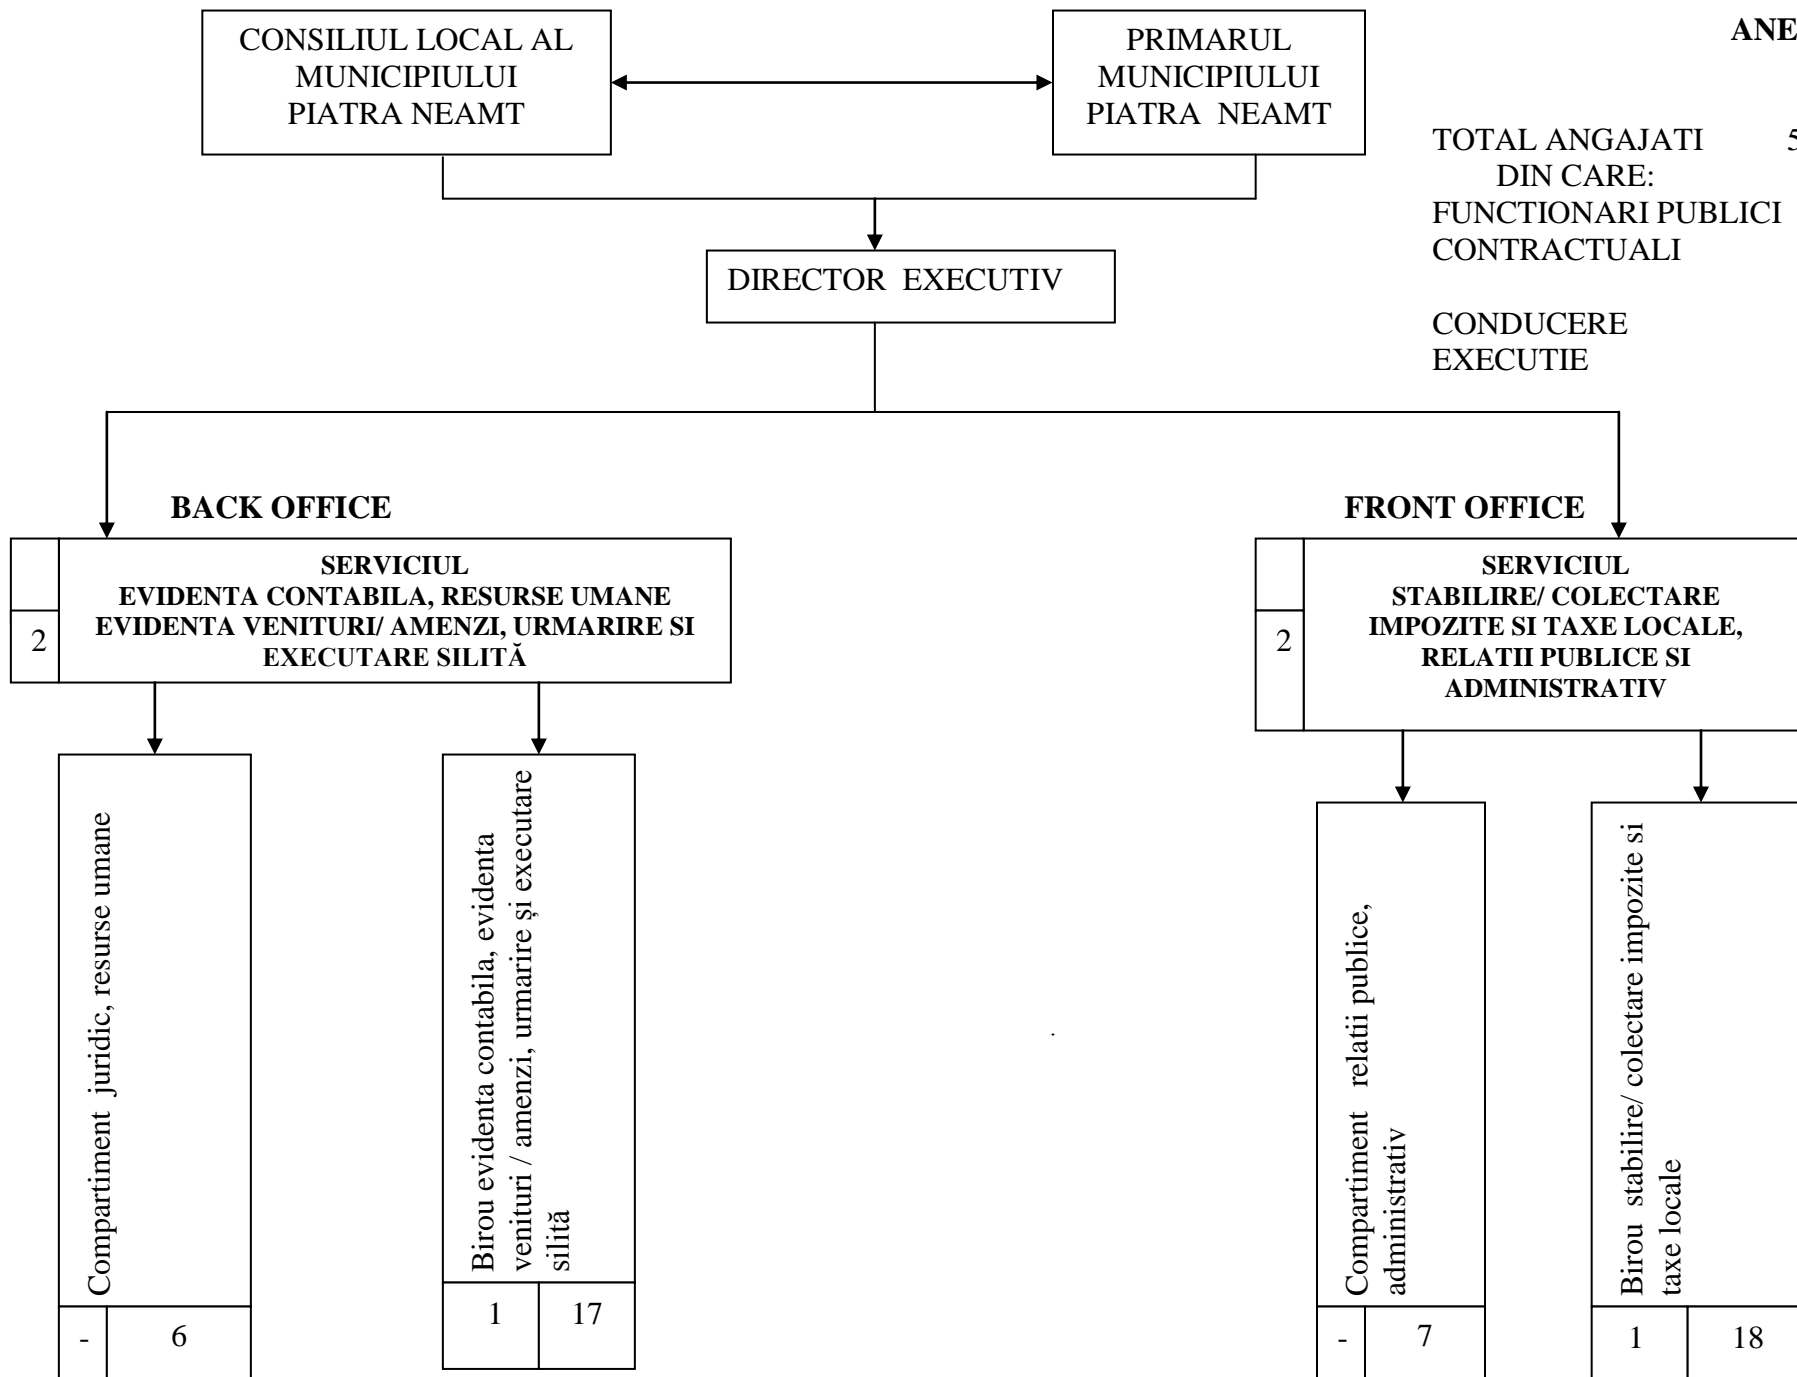 CONSILIUL LOCAL AL
MUNICIPIULUI
PIATRA NEAMT
PRIMARUL
MUNICIPIULUI
PIATRA NEAMT
TOTAL ANGAJATI 5
DIN CARE:
FUNCTIONARI PUBLICI
CONTRACTUALI
CONDUCERE
EXECUTIE
DIRECTOR EXECUTIV
BACK OFFICE
SERVICIUL
EVIDENTA CONTABILA, RESURSE UMANE
EVIDENTA VENITURI/ AMENZI, URMARIRE SI
EXECUTARE SILITĂ
2
Compartiment juridic, resurse umane
- 6
Birou evidenta contabila, evidenta
venituri / amenzi, urmarire și executare
silită
1 17
FRONT OFFICE
SERVICIUL
STABILIRE/ COLECTARE
IMPOZITE SI TAXE LOCALE,
RELATII PUBLICE SI
ADMINISTRATIV
2
Compartiment relatii publice,
administrativ
- 7
Birou stabilire/ colectare impozite si
taxe locale
1 18